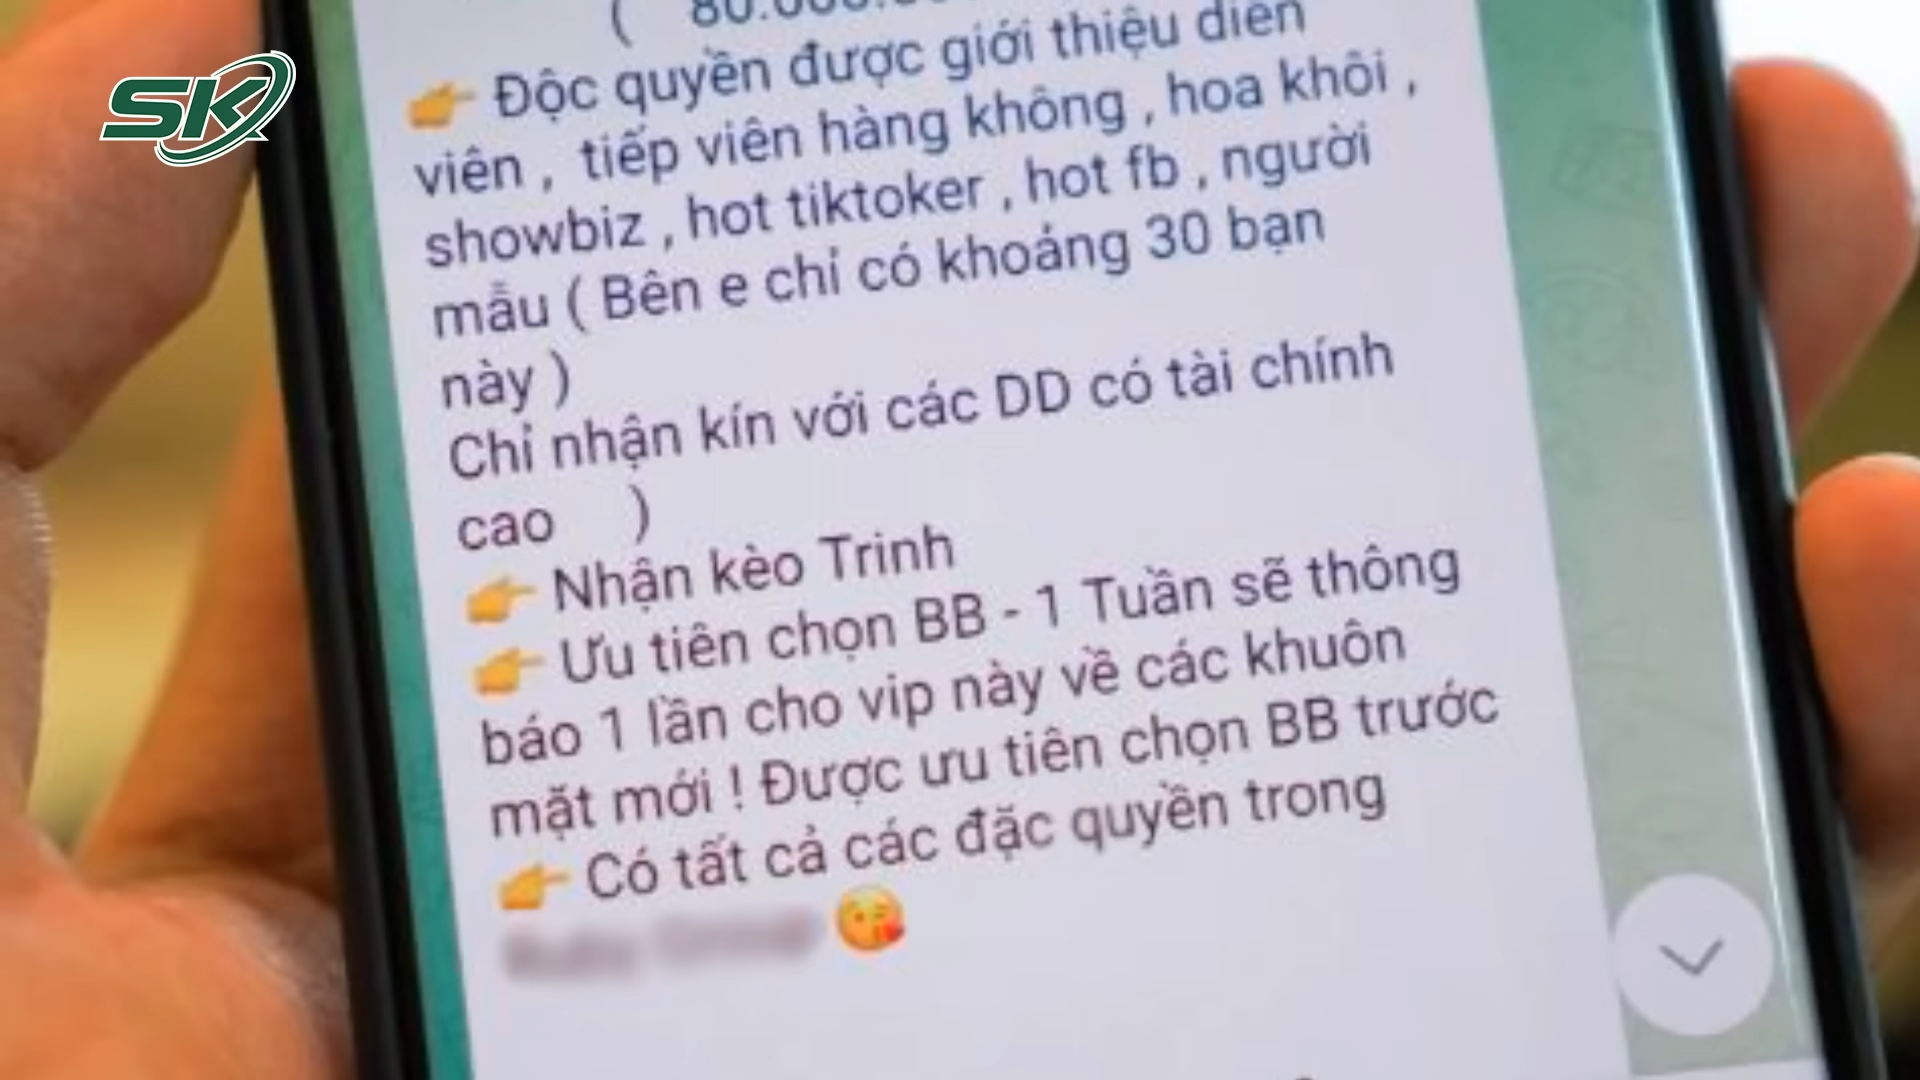 SK
👉 Độc quyền được giới thiệu diễn
viên , tiếp viên hàng không , hoa khôi ,
showbiz , hot tiktoker , hot fb , người
mẫu ( Bên e chỉ có khoảng 30 bạn
này )
Chỉ nhận kín với các DD có tài chính
cao )
👉 Nhận kèo Trinh
👉 Ưu tiên chọn BB - 1 Tuần sẽ thông
báo 1 lần cho vip này về các khuôn
mặt mới ! Được ưu tiên chọn BB trước
👉 Có tất cả các đặc quyền trong
😘